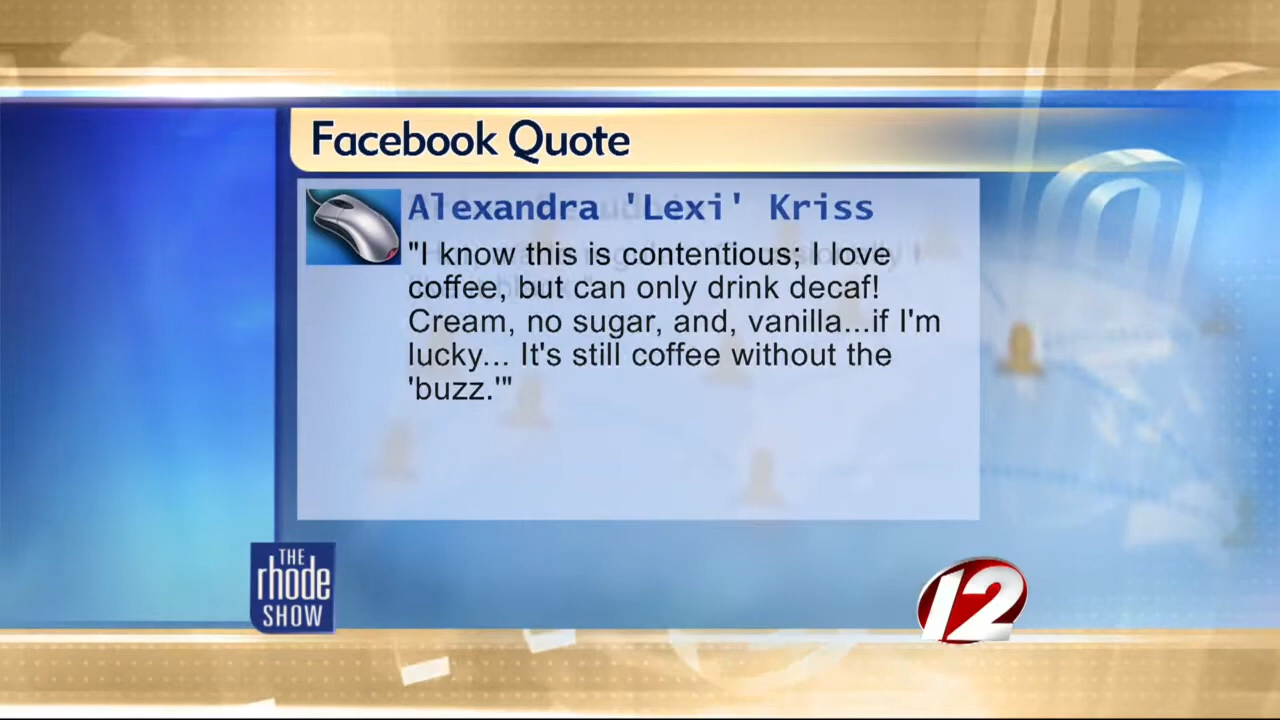 Facebook Quote
Alexandra 'Lexi' Kriss
"I know this is contentious; I love
coffee, but can only drink decaf!
Cream, no sugar, and, vanilla...if I'm
lucky... It's still coffee without the
'buzz.'"
THE
rhode
SHOW
12